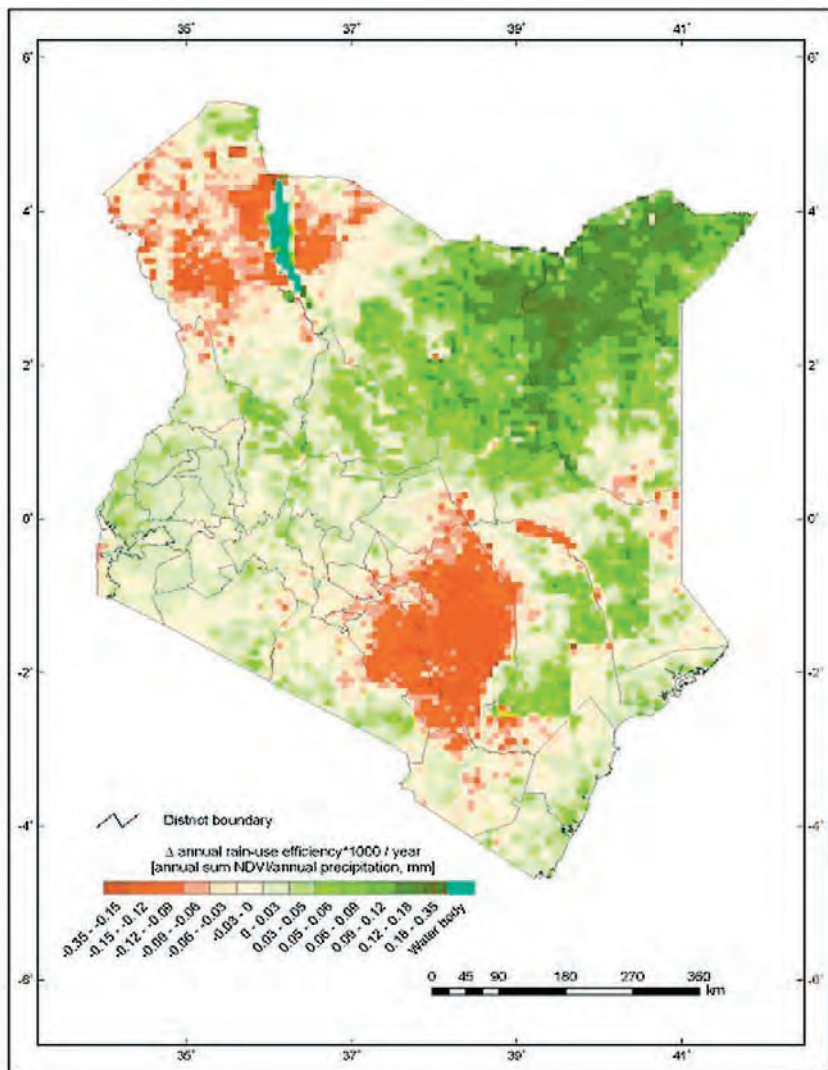 35° 37° 39° 41°
6° 6°
4° 4°
2° 2°
0° 0°
-2° -2°
-4° -4°
-6° -6°
District boundary
Δ annual rain-use efficiency*1000 / year
[annual sum NDVI/annual precipitation, mm]
-0.35 - -0.15
-0.15 - -0.12
-0.12 - -0.09
-0.09 - -0.06
-0.06 - -0.03
-0.03 - 0
0 - 0.03
0.03 - 0.05
0.05 - 0.06
0.06 - 0.09
0.09 - 0.12
0.12 - 0.18
0.18 - 0.35
Water body
0 45 90 180 270 360
km
35° 37° 39° 41°